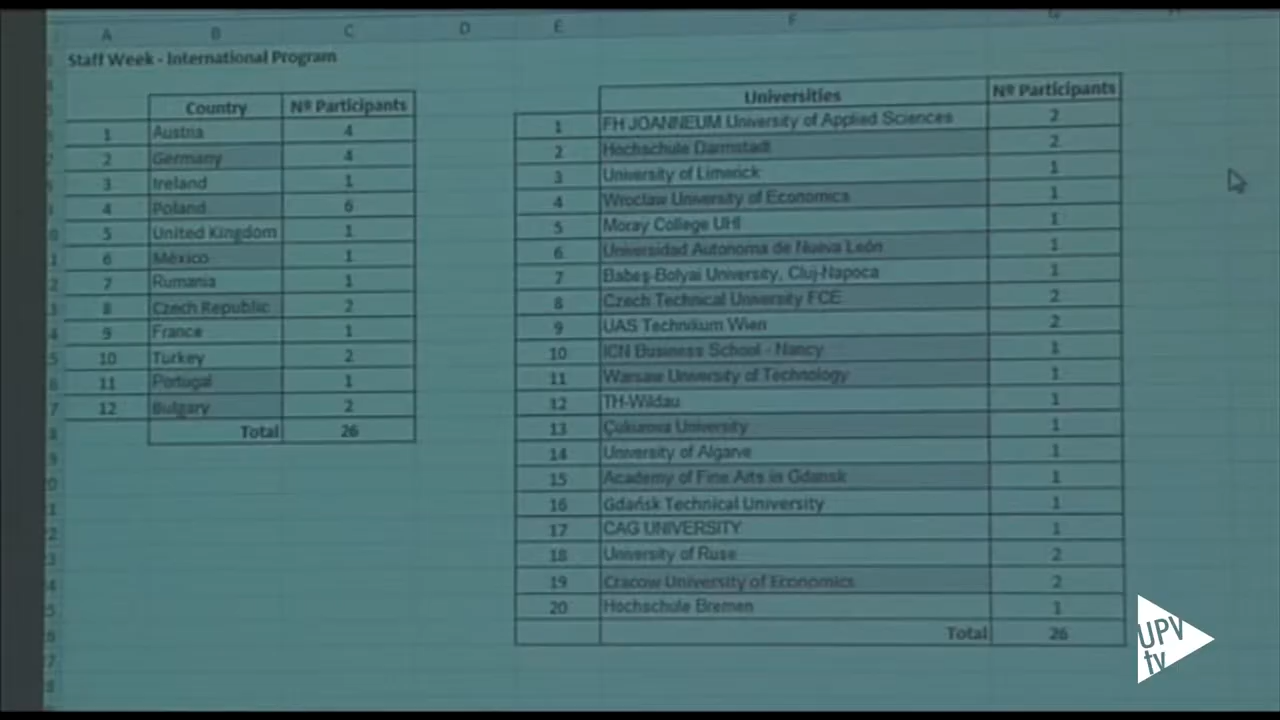 A B C D E F G
Staff Week - International Program
Country Nº Participants
1 Austria 4
2 Germany 4
3 Ireland 1
4 Poland 6
5 United Kingdom 1
6 México 1
7 Rumania 1
8 Czech Republic 2
9 France 1
10 Turkey 2
11 Portugal 1
12 Bulgary 2
Total 26
Universities Nº Participants
1 FH JOANNEUM University of Applied Sciences 2
2 Hochschule Darmstadt 2
3 University of Limerick 1
4 Wroclaw University of Economics 1
5 Moray College UHI 1
6 Universidad Autonoma de Nueva León 1
7 Babeş-Bolyai University, Cluj-Napoca 1
8 Czech Technical University FCE 2
9 UAS Technikum Wien 2
10 ICN Business School - Nancy 1
11 Warsaw University of Technology 1
12 TH-Wildau 1
13 Çukurova University 1
14 University of Algarve 1
15 Academy of Fine Arts in Gdansk 1
16 Gdańsk Technical University 1
17 CAG UNIVERSITY 1
18 University of Ruse 2
19 Cracow University of Economics 2
20 Hochschule Bremen 1
Total 26
UPV
tv